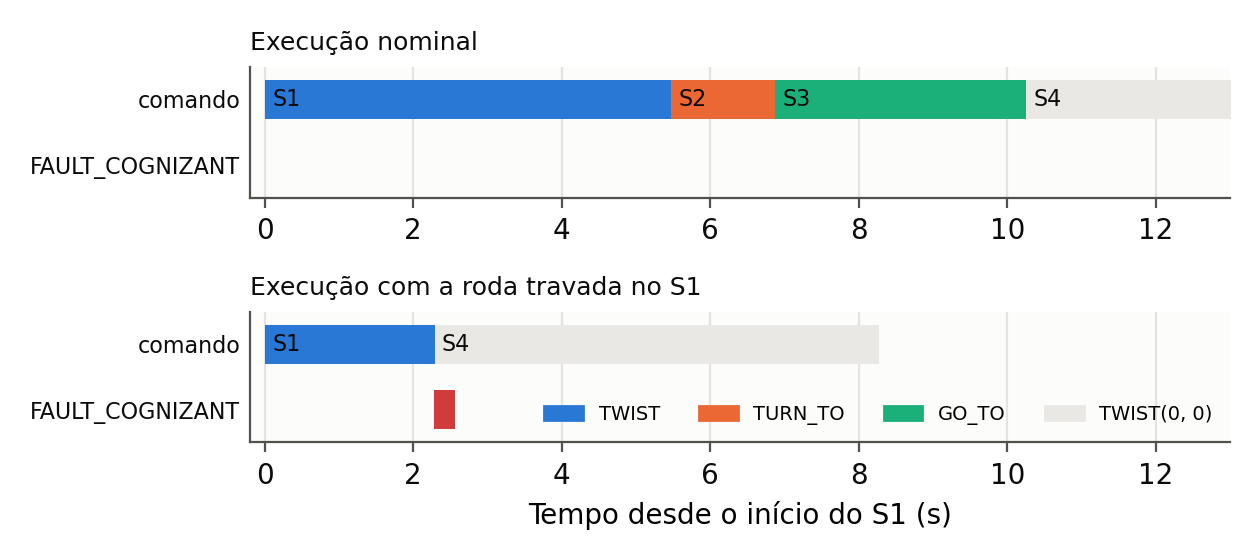 Execução nominal
comando
S1 S2 S3 S4
FAULT_COGNIZANT
0 2 4 6 8 10 12
Execução com a roda travada no S1
comando
S1 S4
FAULT_COGNIZANT
TWIST TURN_TO GO_TO TWIST(0, 0)
0 2 4 6 8 10 12
Tempo desde o início do S1 (s)